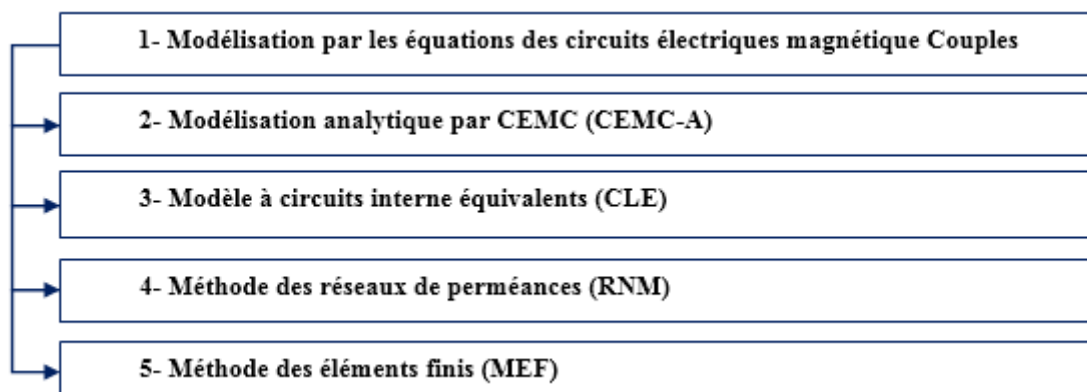 1- Modélisation par les équations des circuits électriques magnétique Couples
2- Modélisation analytique par CEMC (CEMC-A)
3- Modèle à circuits interne équivalents (CLE)
4- Méthode des réseaux de perméances (RNM)
5- Méthode des éléments finis (MEF)